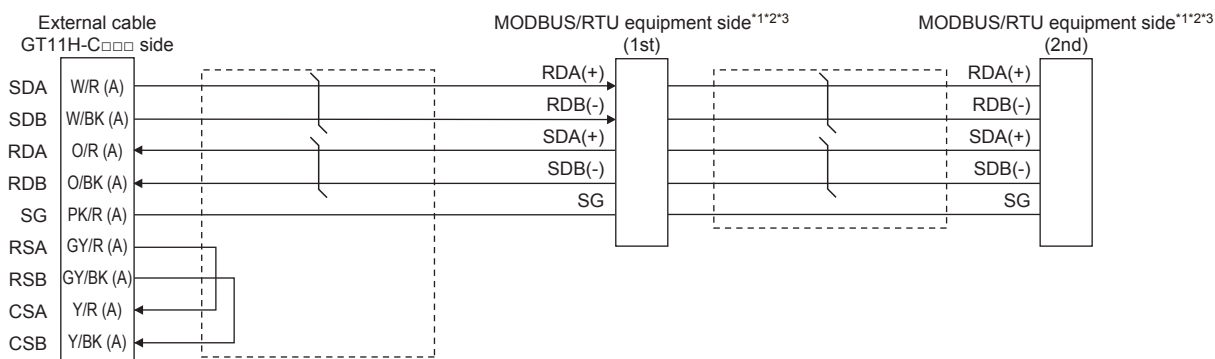 External cable
GT11H-C□□□ side
MODBUS/RTU equipment side*1*2*3
(1st)
MODBUS/RTU equipment side*1*2*3
(2nd)
SDA W/R (A) RDA(+) RDA(+)
SDB W/BK (A) RDB(-) RDB(-)
RDA O/R (A) SDA(+) SDA(+)
RDB O/BK (A) SDB(-) SDB(-)
SG PK/R (A) SG SG
RSA GY/R (A)
RSB GY/BK (A)
CSA Y/R (A)
CSB Y/BK (A)